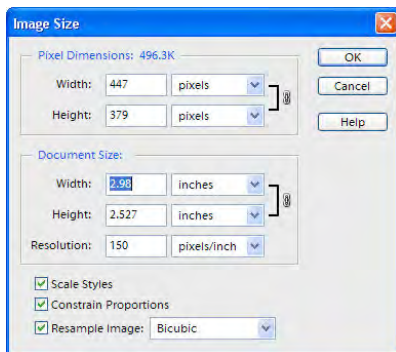 Image Size
Pixel Dimensions: 496.3K
OK
Width: 447 pixels
Cancel
Height: 379 pixels
Help
Document Size:
Width: 2.98 inches
Height: 2.527 inches
Resolution: 150 pixels/inch
Scale Styles
Constrain Proportions
Resample Image: Bicubic